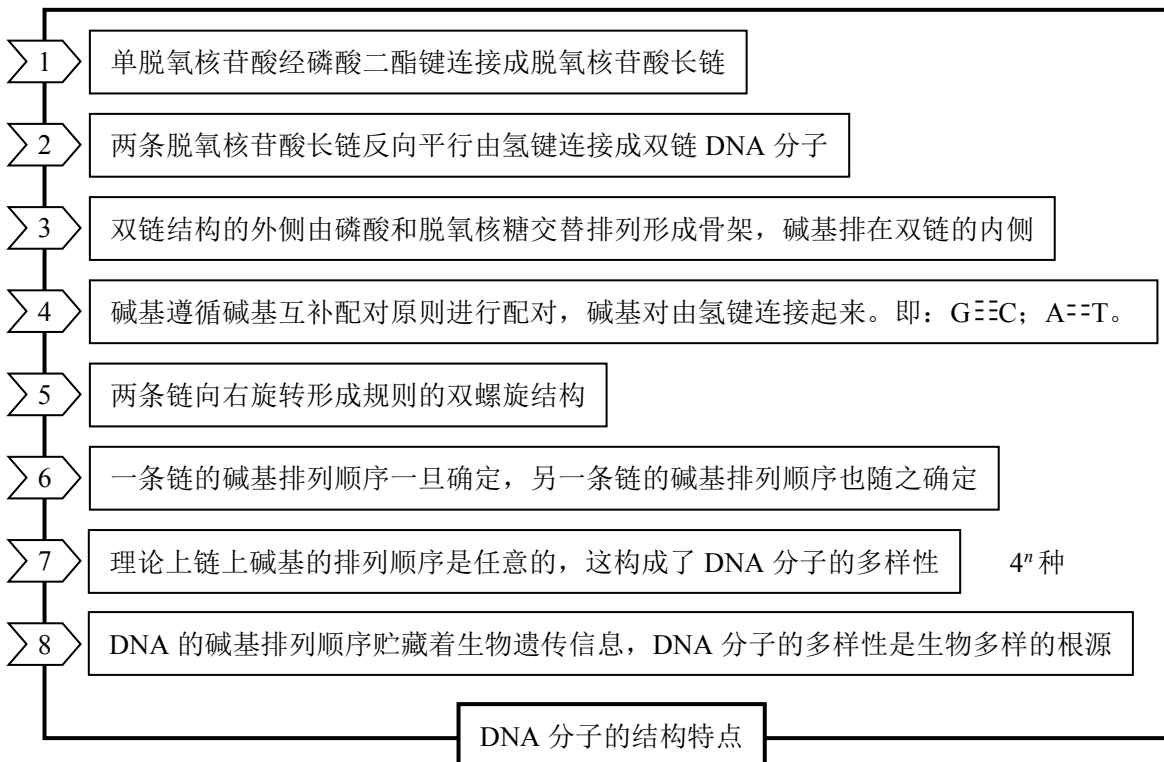 1 单脱氧核苷酸经磷酸二酯键连接成脱氧核苷酸长链
2 两条脱氧核苷酸长链反向平行由氢键连接成双链 DNA 分子
3 双链结构的外侧由磷酸和脱氧核糖交替排列形成骨架，碱基排在双链的内侧
4 碱基遵循碱基互补配对原则进行配对，碱基对由氢键连接起来。即：G☷C；A==T。
5 两条链向右旋转形成规则的双螺旋结构
6 一条链的碱基排列顺序一旦确定，另一条链的碱基排列顺序也随之确定
7 理论上链上碱基的排列顺序是任意的，这构成了 DNA 分子的多样性 4ⁿ 种
8 DNA 的碱基排列顺序贮藏着生物遗传信息，DNA 分子的多样性是生物多样的根源
DNA 分子的结构特点